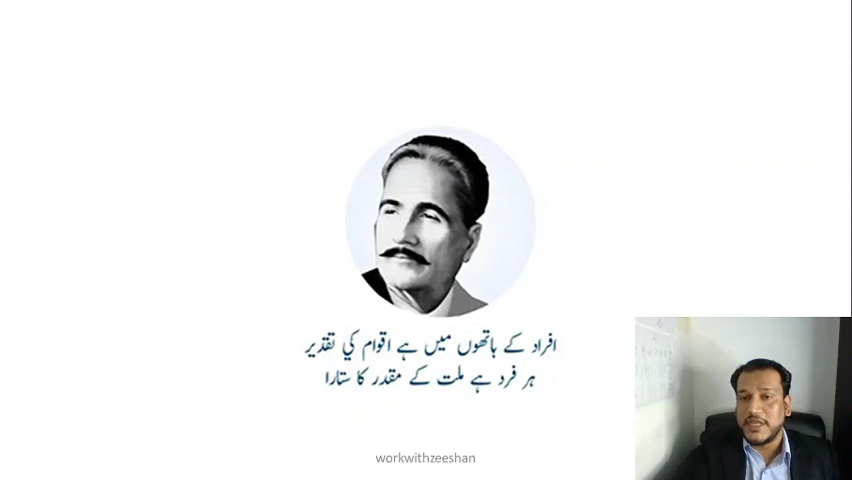 افراد کے ہاتھوں میں ہے اقوام کی تقدیر
ہر فرد ہے ملت کے مقدر کا ستارا
workwithzeeshan